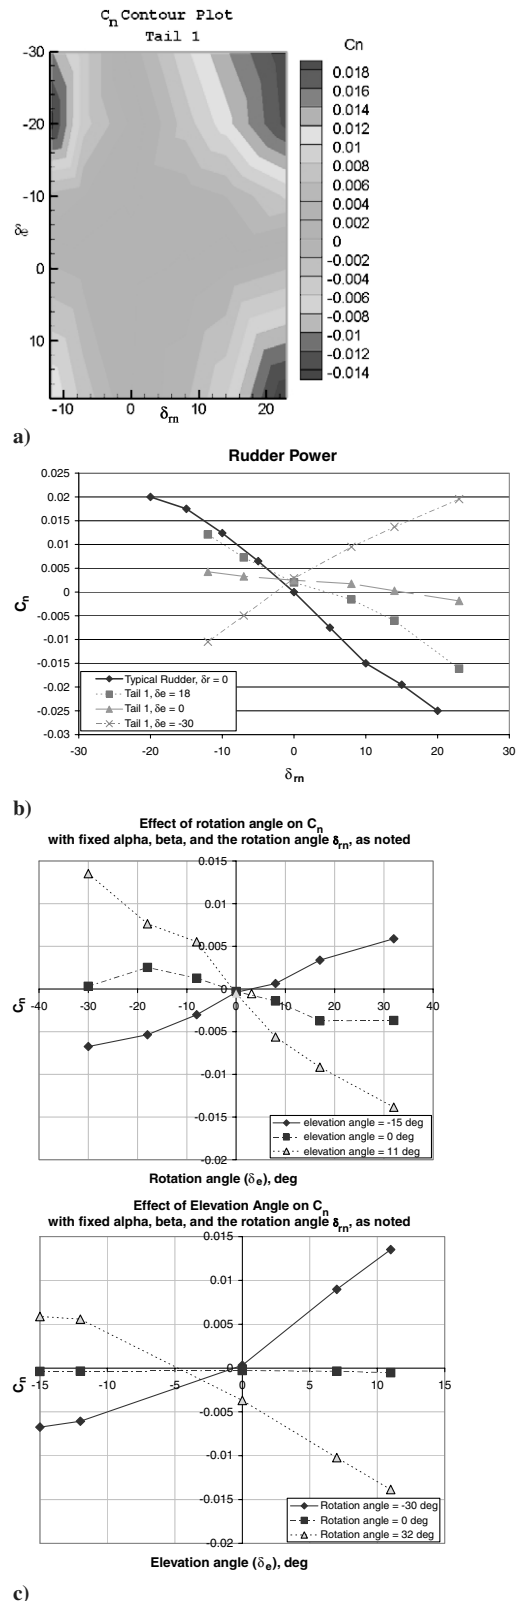 Cn Contour Plot
Tail 1
Cn
-30
-20
-10
0
10
δe
-10
0
10
20
δrn
0.018
0.016
0.014
0.012
0.01
0.008
0.006
0.004
0.002
0
-0.002
-0.004
-0.006
-0.008
-0.01
-0.012
-0.014
a)
Rudder Power
0.025
0.02
0.015
0.01
0.005
0
-0.005
-0.01
-0.015
-0.02
-0.025
-0.03
Cn
Typical Rudder, δr = 0
Tail 1, δe = 18
Tail 1, δe = 0
Tail 1, δe = -30
-30 -20 -10 0 10 20 30
δrn
b)
Effect of rotation angle on Cn
with fixed alpha, beta, and the rotation angle δrn, as noted
0.015
0.01
0.005
0
-0.005
-0.01
-0.015
-0.02
Cn
-40 -30 -20 -10 0 10 20 30 40
elevation angle = -15 deg
elevation angle = 0 deg
elevation angle = 11 deg
Rotation angle (δe), deg
Effect of Elevation Angle on Cn
with fixed alpha, beta, and the rotation angle δrn, as noted
0.015
0.01
0.005
0
-0.005
-0.01
-0.015
-0.02
Cn
-15 -10 -5 0 5 10 15
Rotation angle = -30 deg
Rotation angle = 0 deg
Rotation angle = 32 deg
Elevation angle (δe), deg
c)